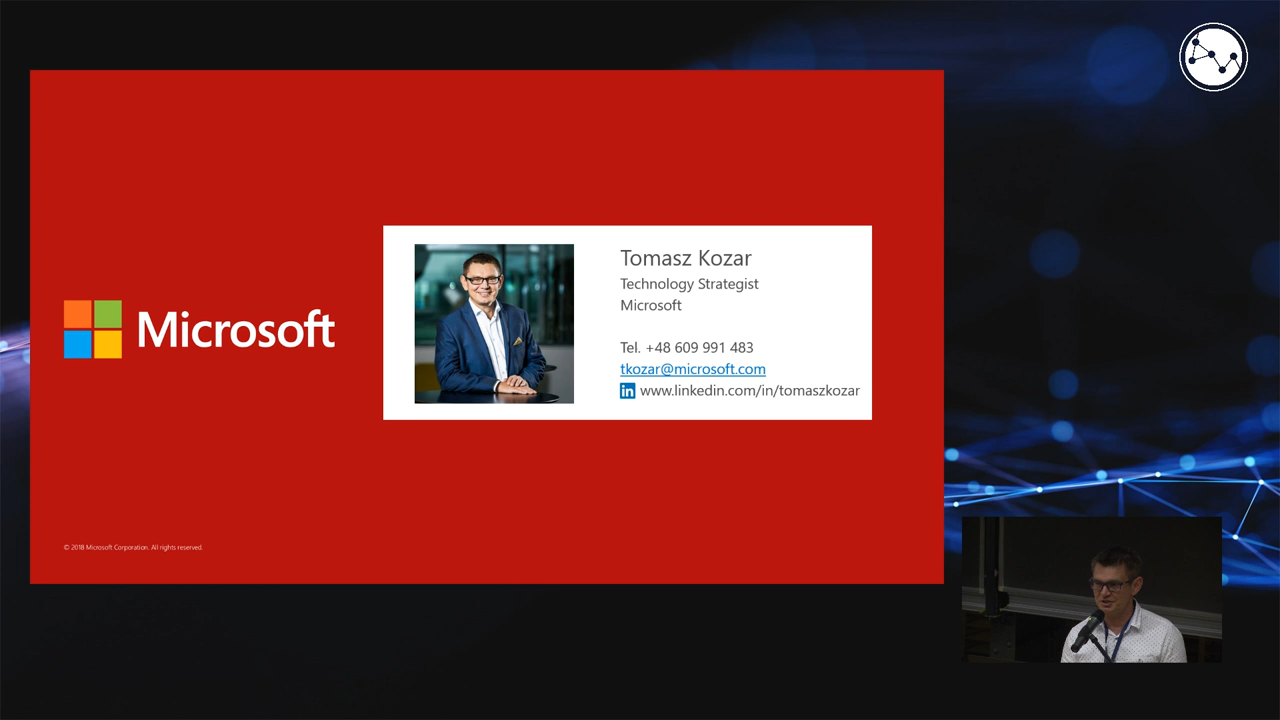 Microsoft
Tomasz Kozar
Technology Strategist
Microsoft
Tel. +48 609 991 483
tkozar@microsoft.com
in www.linkedin.com/in/tomaszkozar
© 2018 Microsoft Corporation. All rights reserved.